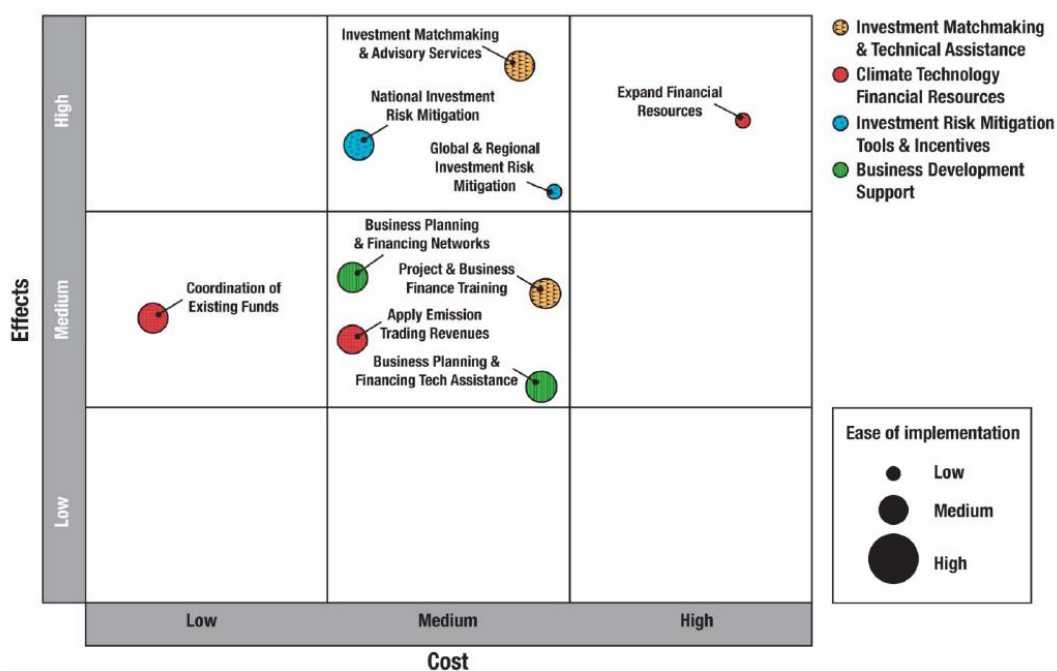 Investment Matchmaking
& Advisory Services
National Investment
Risk Mitigation
Global & Regional
Investment Risk
Mitigation
Expand Financial
Resources
Business Planning
& Financing Networks
Project & Business
Finance Training
Coordination of
Existing Funds
Apply Emission
Trading Revenues
Business Planning &
Financing Tech Assistance
Effects
High
Medium
Low
Low
Medium
High
Cost
Investment Matchmaking
& Technical Assistance
Climate Technology
Financial Resources
Investment Risk Mitigation
Tools & Incentives
Business Development
Support
Ease of implementation
Low
Medium
High